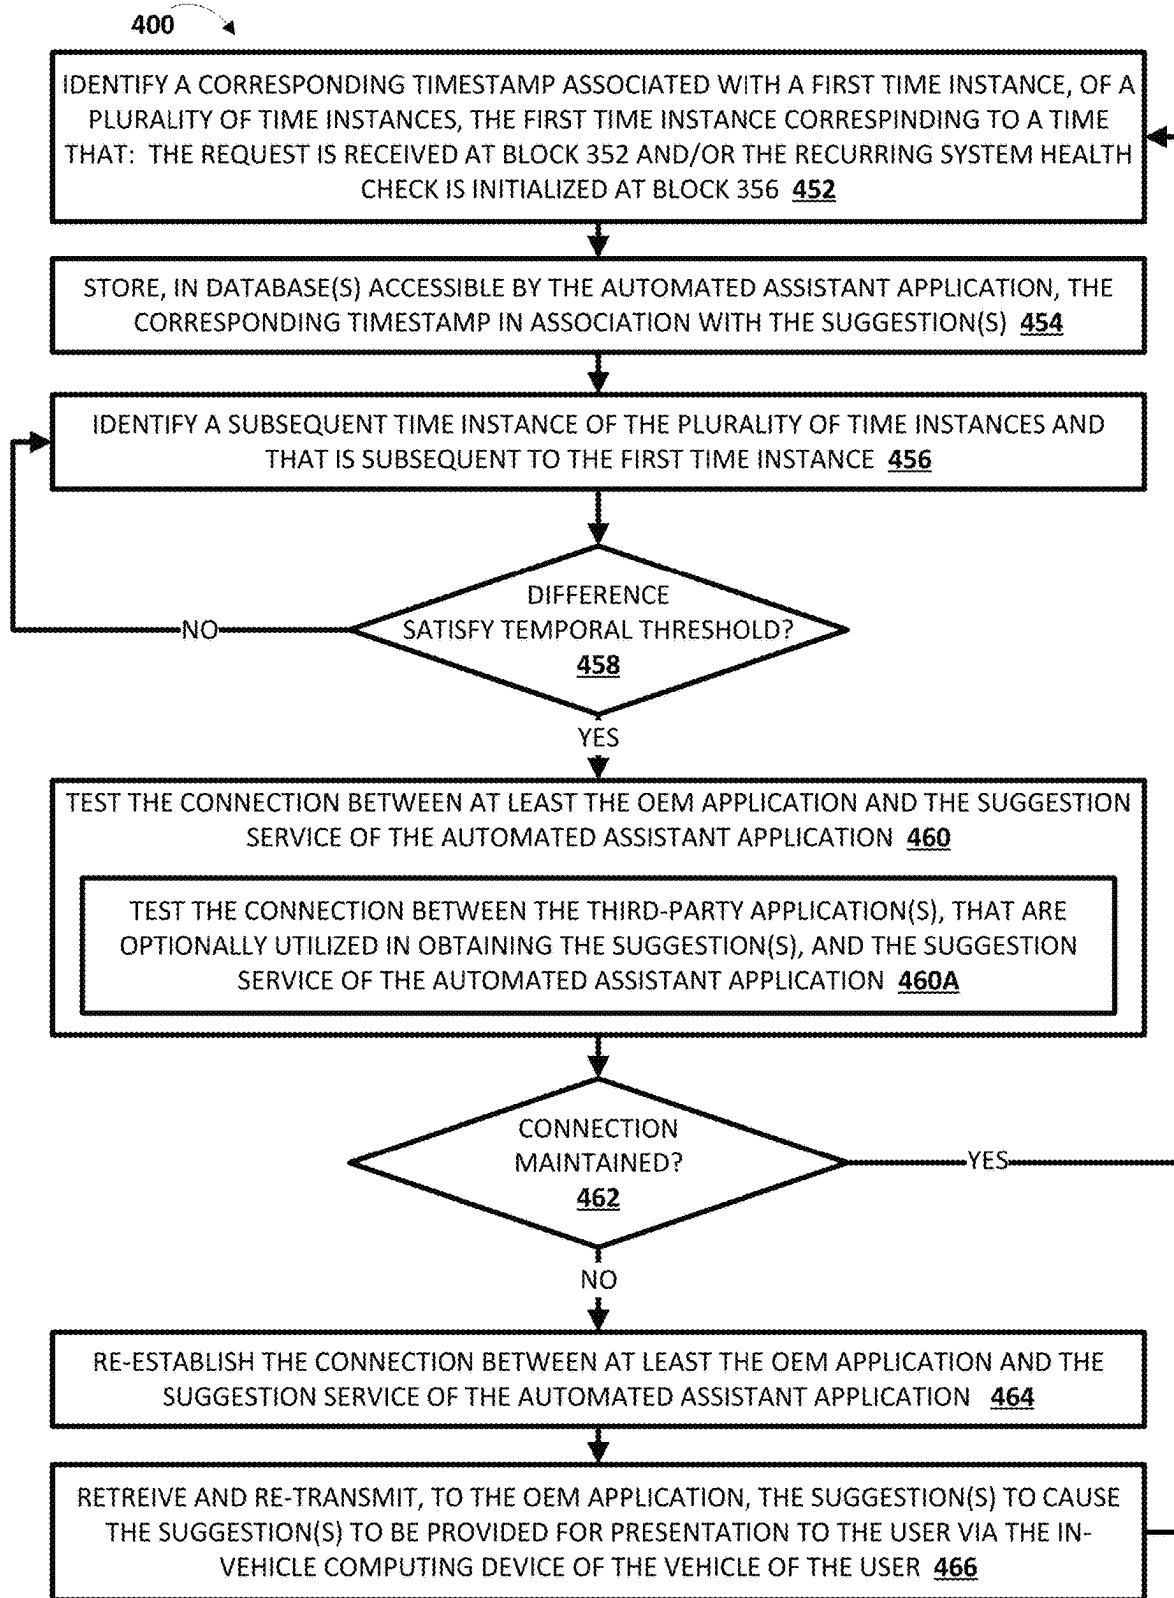 400
IDENTIFY A CORRESPONDING TIMESTAMP ASSOCIATED WITH A FIRST TIME INSTANCE, OF A
PLURALITY OF TIME INSTANCES, THE FIRST TIME INSTANCE CORRESPINDING TO A TIME
THAT: THE REQUEST IS RECEIVED AT BLOCK 352 AND/OR THE RECURRING SYSTEM HEALTH
CHECK IS INITIALIZED AT BLOCK 356 452
STORE, IN DATABASE(S) ACCESSIBLE BY THE AUTOMATED ASSISTANT APPLICATION, THE
CORRESPONDING TIMESTAMP IN ASSOCIATION WITH THE SUGGESTION(S) 454
IDENTIFY A SUBSEQUENT TIME INSTANCE OF THE PLURALITY OF TIME INSTANCES AND
THAT IS SUBSEQUENT TO THE FIRST TIME INSTANCE 456
DIFFERENCE
SATISFY TEMPORAL THRESHOLD?
458
NO
YES
TEST THE CONNECTION BETWEEN AT LEAST THE OEM APPLICATION AND THE SUGGESTION
SERVICE OF THE AUTOMATED ASSISTANT APPLICATION 460
TEST THE CONNECTION BETWEEN THE THIRD-PARTY APPLICATION(S), THAT ARE
OPTIONALLY UTILIZED IN OBTAINING THE SUGGESTION(S), AND THE SUGGESTION
SERVICE OF THE AUTOMATED ASSISTANT APPLICATION 460A
CONNECTION
MAINTAINED?
462
YES
NO
RE-ESTABLISH THE CONNECTION BETWEEN AT LEAST THE OEM APPLICATION AND THE
SUGGESTION SERVICE OF THE AUTOMATED ASSISTANT APPLICATION 464
RETREIVE AND RE-TRANSMIT, TO THE OEM APPLICATION, THE SUGGESTION(S) TO CAUSE
THE SUGGESTION(S) TO BE PROVIDED FOR PRESENTATION TO THE USER VIA THE IN-
VEHICLE COMPUTING DEVICE OF THE VEHICLE OF THE USER 466